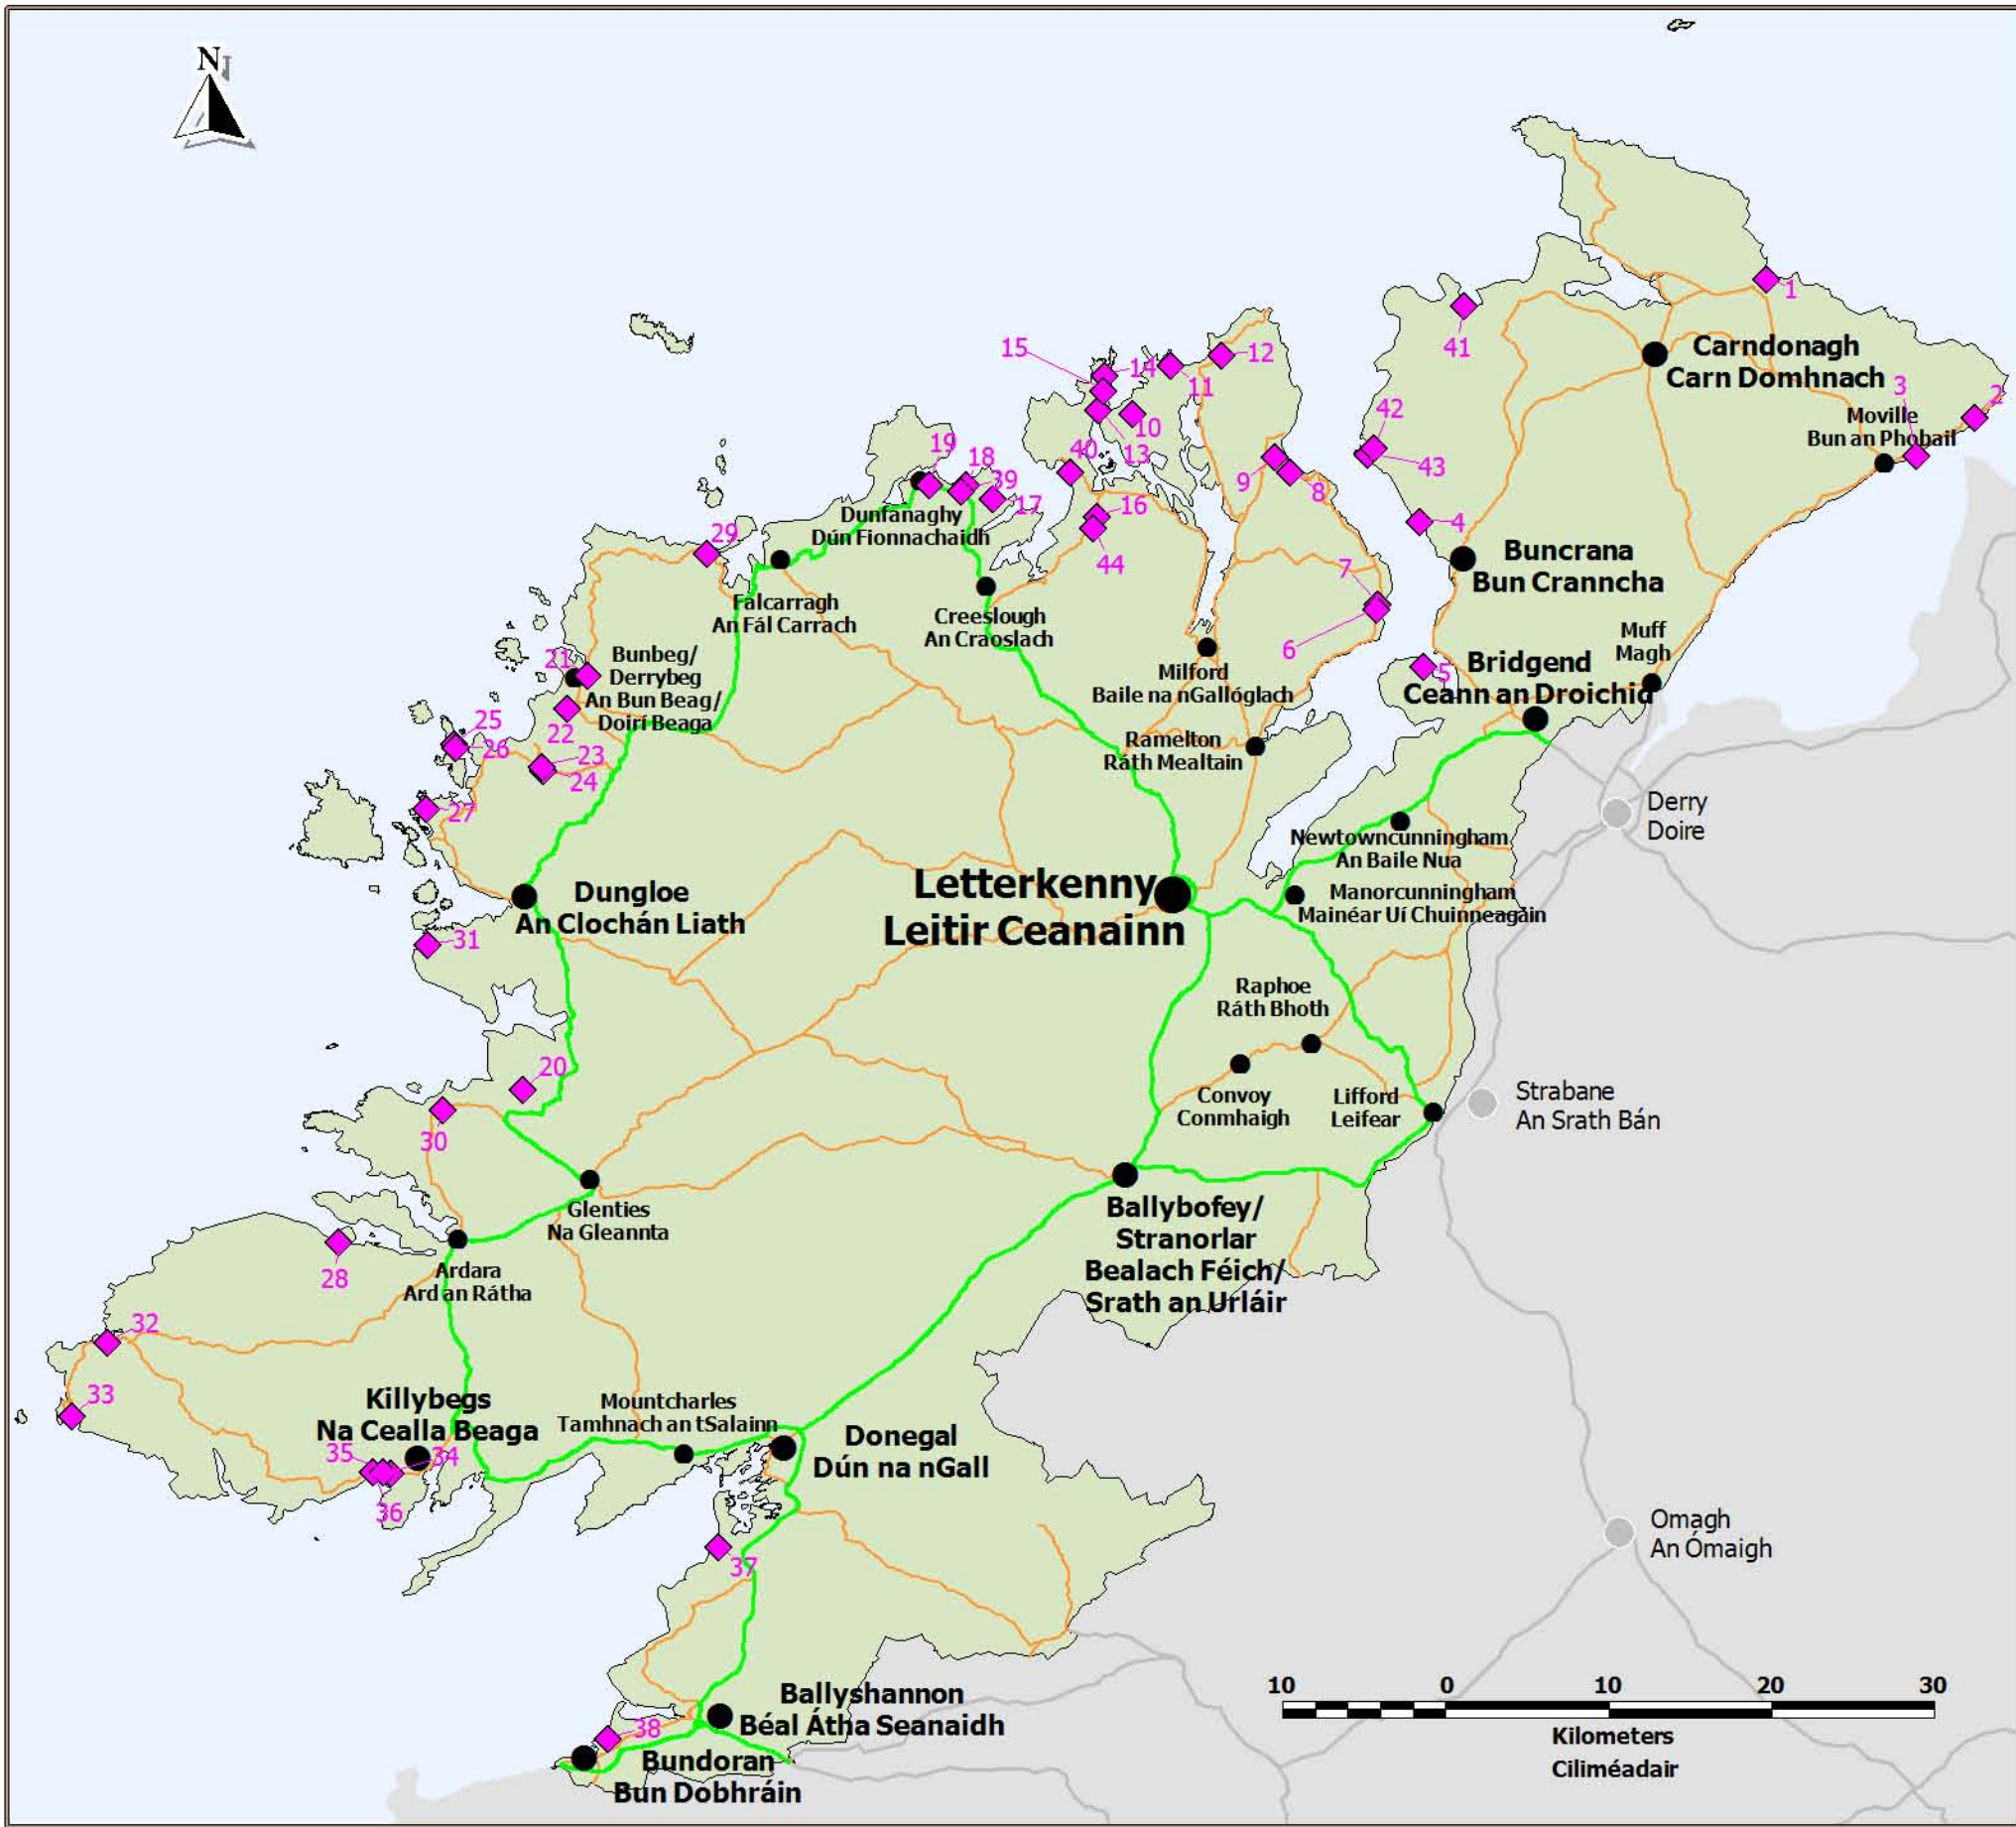 N
1
41
Carndonagh
Carn Domhnach
3
2
Moville
Bun an Phobail
15
14
12
11
10
13
42
43
40
19
18
39
17
9
8
16
44
4
Dunfanaghy
Dún Fionnachaidh
29
Buncrana
Bun Cranncha
7
6
Falcarragh
An Fál Carrach
Creeslough
An Craoslach
Muff
Magh
21
Bunbeg/
Derrybeg
An Bun Beag/
Doirí Beaga
Milford
Baile na nGallóglach
5
Bridgend
Ceann an Droichid
25
26
22
23
24
27
Ramelton
Ráth Mealtain
Derry
Doire
Newtowncunningham
An Baile Nua
Letterkenny
Leitir Ceanainn
Dungloe
An Clochán Liath
Manorcunningham
Mainéar Uí Chuinneagáin
31
Raphoe
Ráth Bhoth
20
30
Convoy
Conmhaigh
Lifford
Leifear
Strabane
An Srath Bán
Glenties
Na Gleannta
Ballybofey/
Stranorlar
Bealach Féich/
Srath an Urláir
28
Ardara
Ard an Rátha
32
33
Killybegs
Na Cealla Beaga
35
34
36
Mountcharles
Tamhnach an tSalainn
Donegal
Dún na nGall
37
Omagh
An Ómaigh
Ballyshannon
Béal Átha Seanaidh
38
Bundoran
Bun Dobhráin
10 0 10 20 30
Kilometers
Ciliméadair